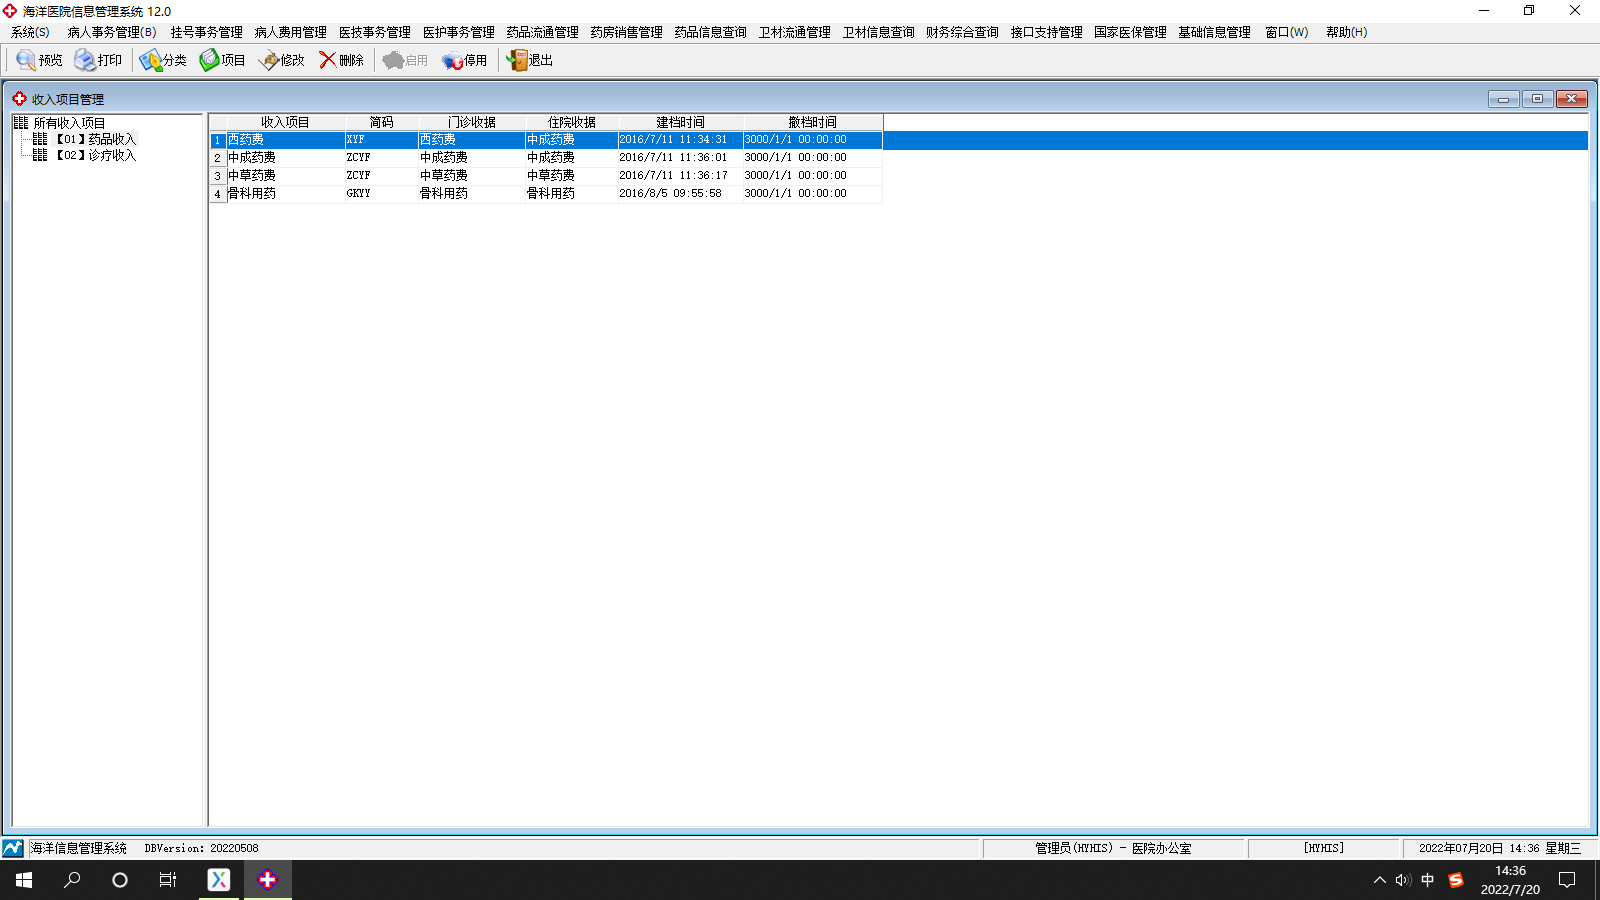 海洋医院信息管理系统 12.0
系统(S) 病人事务管理(B) 挂号事务管理 病人费用管理 医技事务管理 医护事务管理 药品流通管理 药房销售管理 药品信息查询 卫材流通管理 卫材信息查询 财务综合查询 接口支持管理 国家医保管理 基础信息管理 窗口(W) 帮助(H)
预览 打印 分类 项目 修改 删除 启用 停用 退出
收入项目管理
所有收入项目
【01】药品收入
【02】诊疗收入
收入项目 简码 门诊收据 住院收据 建档时间 撤档时间
1 西药费 XYF 西药费 中成药费 2016/7/11 11:34:31 3000/1/1 00:00:00
2 中成药费 ZCYF 中成药费 中成药费 2016/7/11 11:36:01 3000/1/1 00:00:00
3 中草药费 ZCYF 中草药费 中草药费 2016/7/11 11:36:17 3000/1/1 00:00:00
4 骨科用药 GKYY 骨科用药 骨科用药 2016/8/5 09:55:58 3000/1/1 00:00:00
海洋信息管理系统 DBVersion: 20220508 管理员(HYHIS) - 医院办公室 [HYHIS] 2022年07月20日 14:36 星期三
中 14:36
2022/7/20